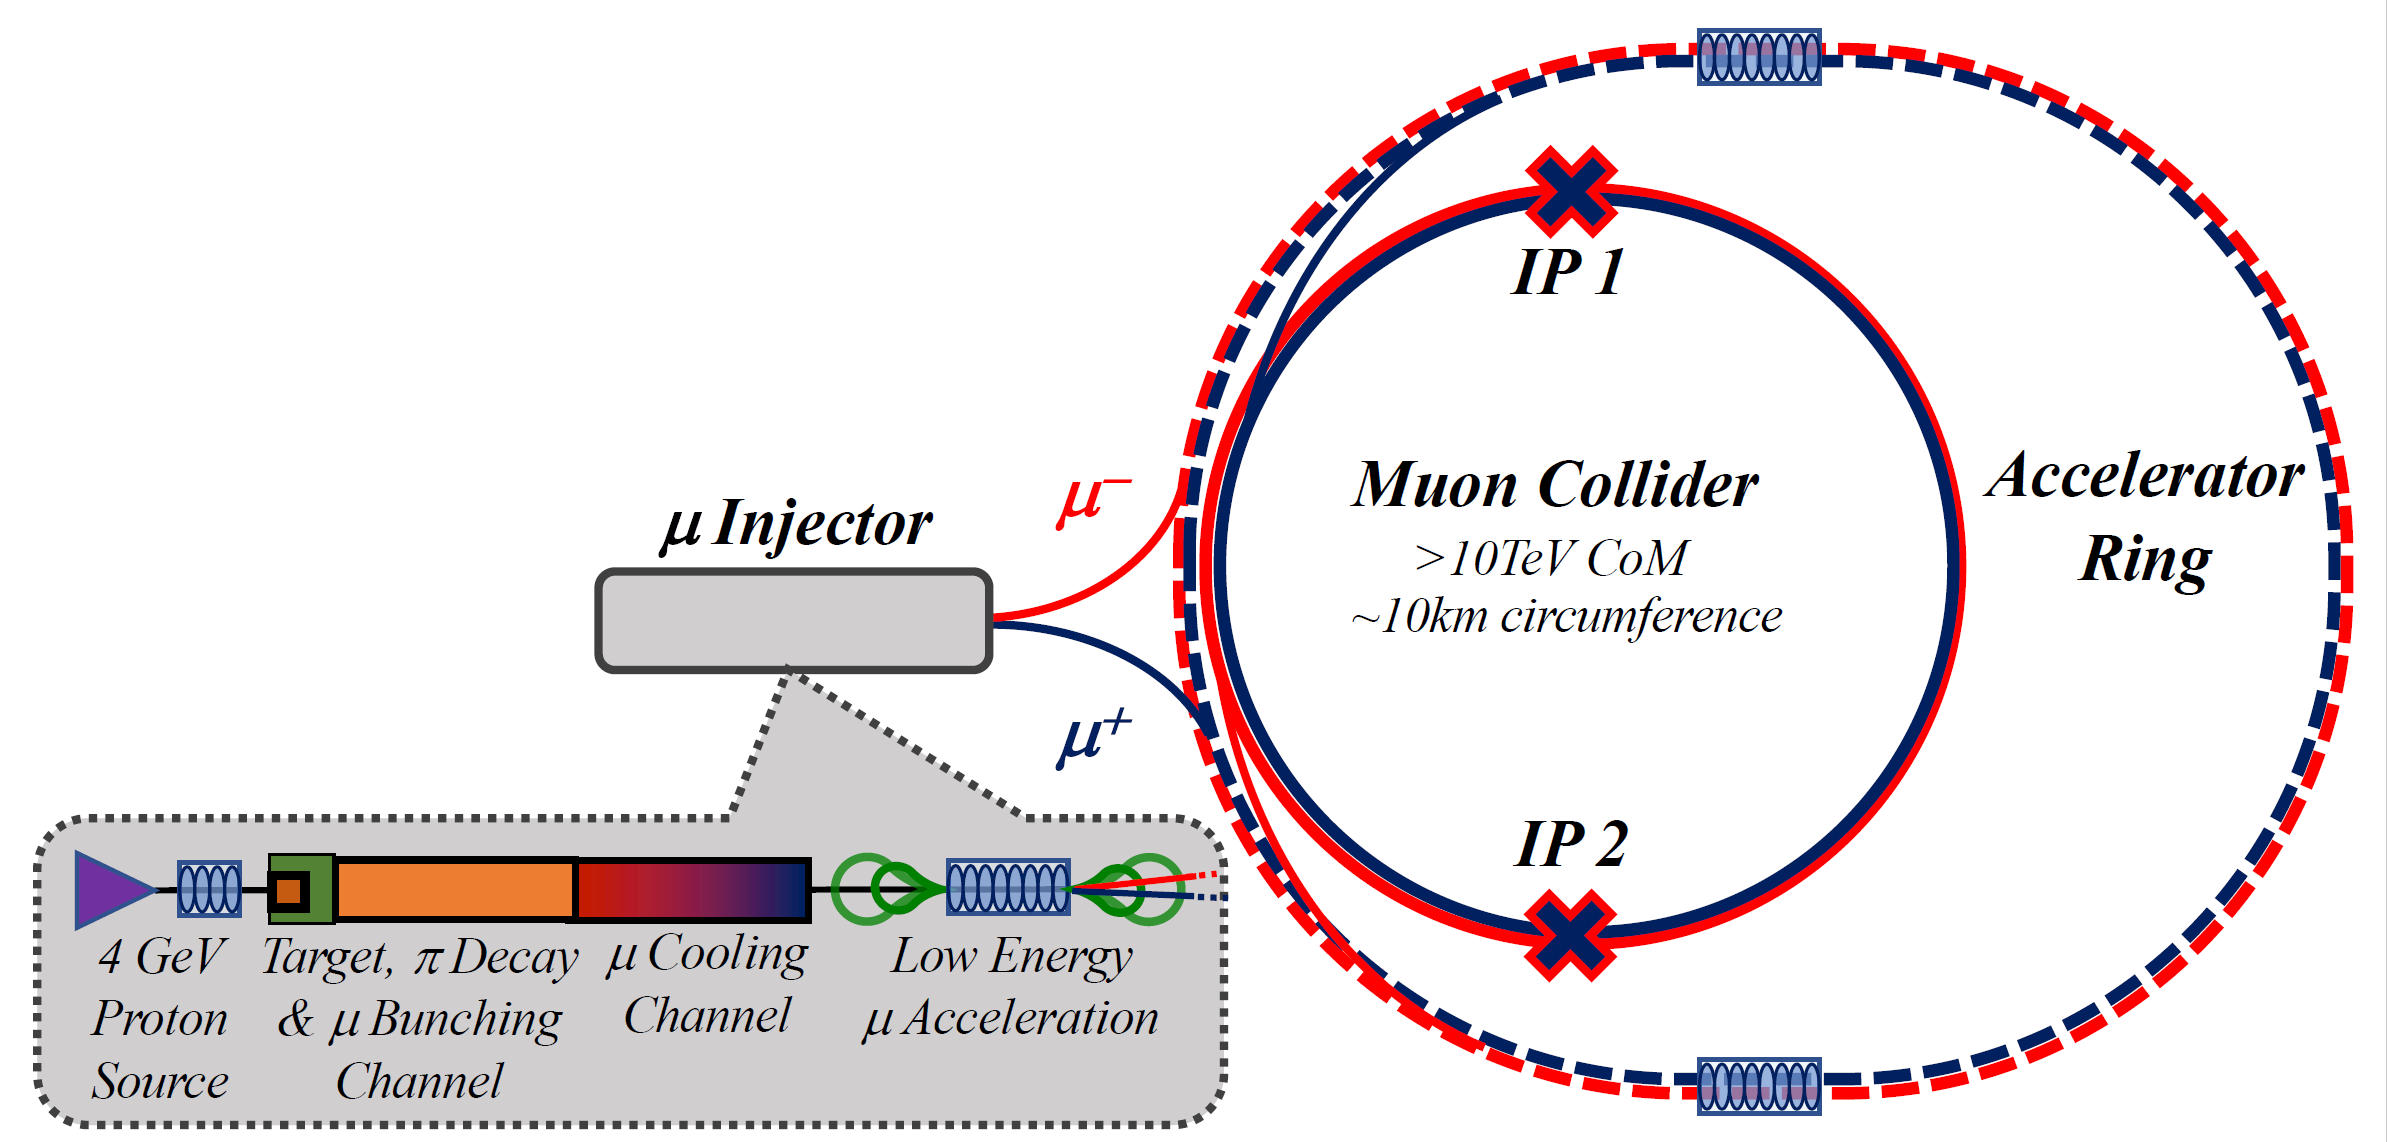 IP 1
Muon Collider
>10TeV CoM
~10km circumference
Accelerator
Ring
μ⁻
μ Injector
μ⁺
IP 2
4 GeV
Proton
Source
Target, π Decay
& μ Bunching
Channel
μ Cooling
Channel
Low Energy
μ Acceleration